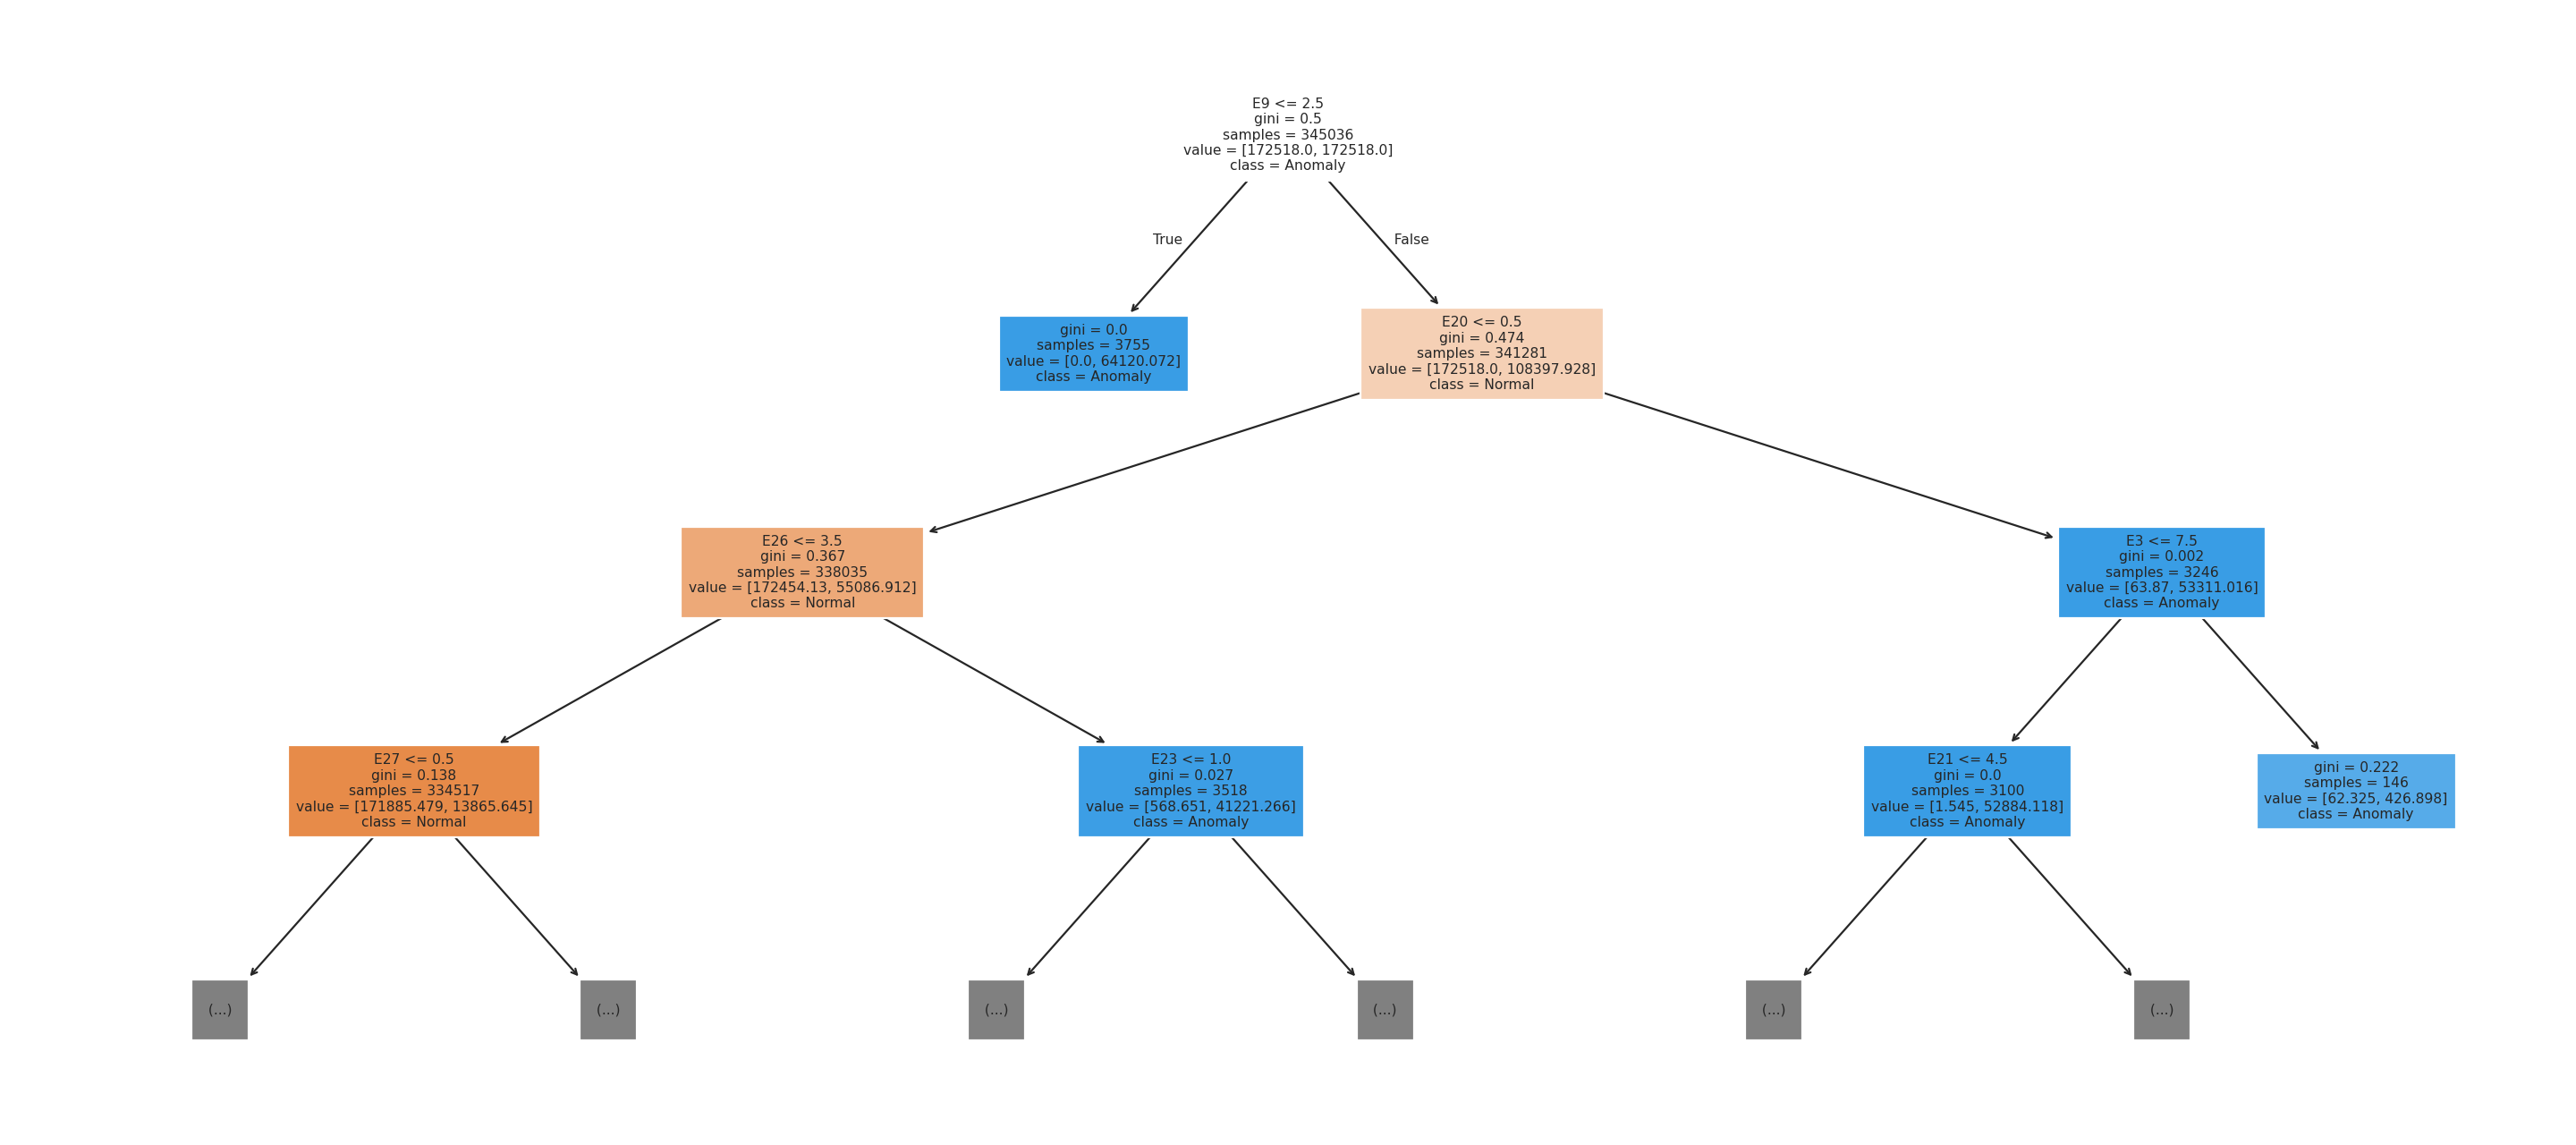 E9 <= 2.5
gini = 0.5
samples = 345036
value = [172518.0, 172518.0]
class = Anomaly
True
False
gini = 0.0
samples = 3755
value = [0.0, 64120.072]
class = Anomaly
E20 <= 0.5
gini = 0.474
samples = 341281
value = [172518.0, 108397.928]
class = Normal
E26 <= 3.5
gini = 0.367
samples = 338035
value = [172454.13, 55086.912]
class = Normal
E3 <= 7.5
gini = 0.002
samples = 3246
value = [63.87, 53311.016]
class = Anomaly
E27 <= 0.5
gini = 0.138
samples = 334517
value = [171885.479, 13865.645]
class = Normal
E23 <= 1.0
gini = 0.027
samples = 3518
value = [568.651, 41221.266]
class = Anomaly
E21 <= 4.5
gini = 0.0
samples = 3100
value = [1.545, 52884.118]
class = Anomaly
gini = 0.222
samples = 146
value = [62.325, 426.898]
class = Anomaly
(...)
(...)
(...)
(...)
(...)
(...)